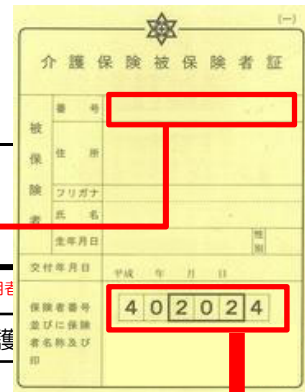 (一)
介護保険被保険者証
被保険者
番号
住所
フリガナ
氏名
生年月日
性別
交付年月日
平成 年 月 日
保険者番号
並びに保険
者名称及び
印
402024
用者
護